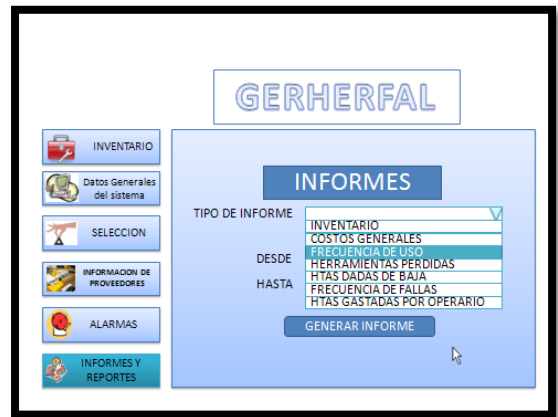 GERHERFAL
INVENTARIO
Datos Generales
del sistema
SELECCION
INFORMACION DE
PROVEEDORES
ALARMAS
INFORMES Y
REPORTES
INFORMES
TIPO DE INFORME
INVENTARIO
COSTOS GENERALES
FRECUENCIA DE USO
HERRAMIENTAS PERDIDAS
HTAS DADAS DE BAJA
FRECUENCIA DE FALLAS
HTAS GASTADAS POR OPERARIO
DESDE
HASTA
GENERAR INFORME